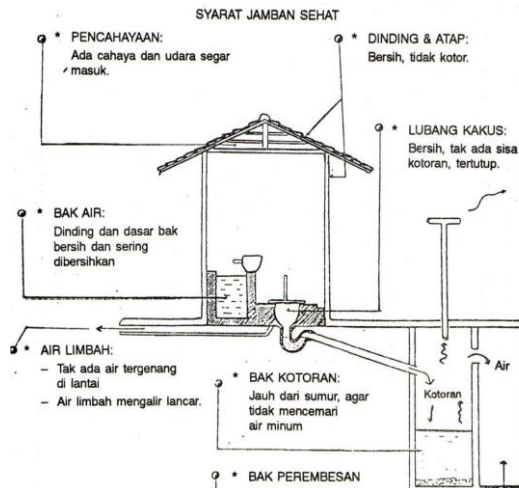 SYARAT JAMBAN SEHAT
* PENCAHAYAAN:
Ada cahaya dan udara segar
masuk.
* DINDING & ATAP:
Bersih, tidak kotor.
* LUBANG KAKUS:
Bersih, tak ada sisa
kotoran, tertutup.
* BAK AIR:
Dinding dan dasar bak
bersih dan sering
dibersihkan
* AIR LIMBAH:
– Tak ada air tergenang
di lantai
– Air limbah mengalir lancar.
* BAK KOTORAN:
Jauh dari sumur, agar
tidak mencemari
air minum
Kotoran
Air
* BAK PEREMBESAN